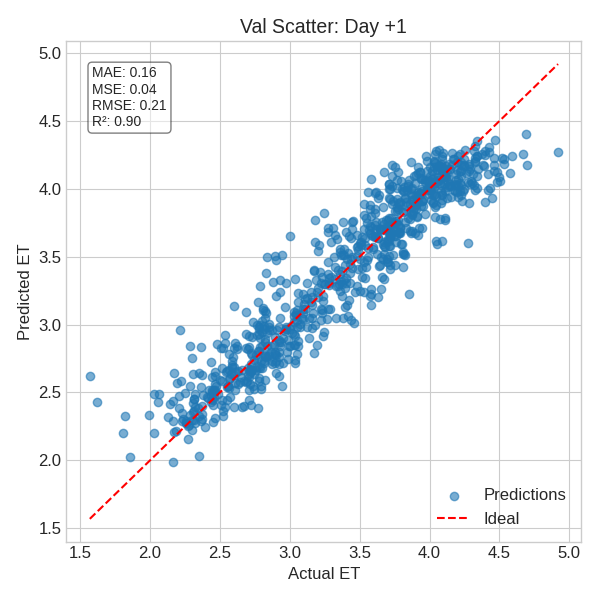 Val Scatter: Day +1
MAE: 0.16
MSE: 0.04
RMSE: 0.21
R²: 0.90
5.0
4.5
4.0
3.5
3.0
2.5
2.0
1.5
Predicted ET
Predictions
Ideal
1.5 2.0 2.5 3.0 3.5 4.0 4.5 5.0
Actual ET